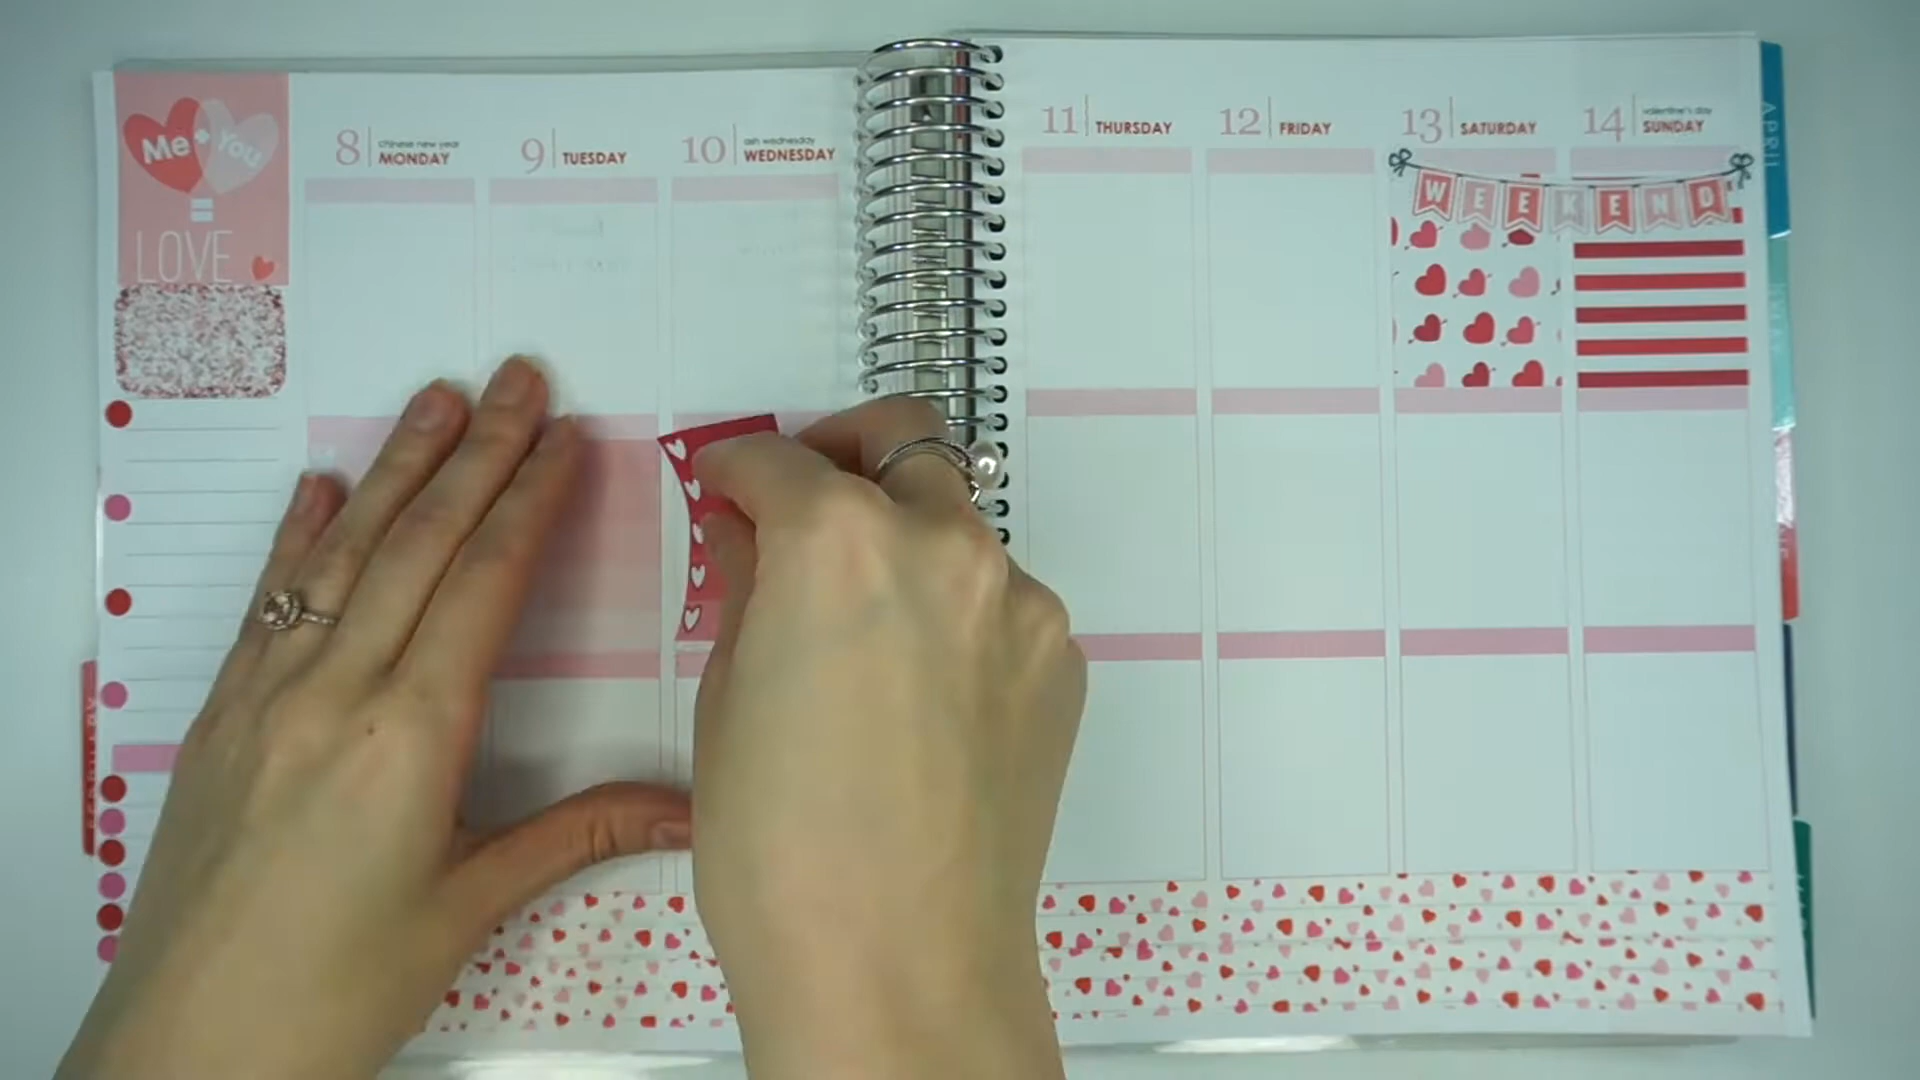 Me + You
=
LOVE
8 chinese new year MONDAY
9 TUESDAY
10 ash wednesday WEDNESDAY
11 THURSDAY
12 FRIDAY
13 SATURDAY
14 valentine's day SUNDAY
WEEKEND
APRIL
FEBRUARY